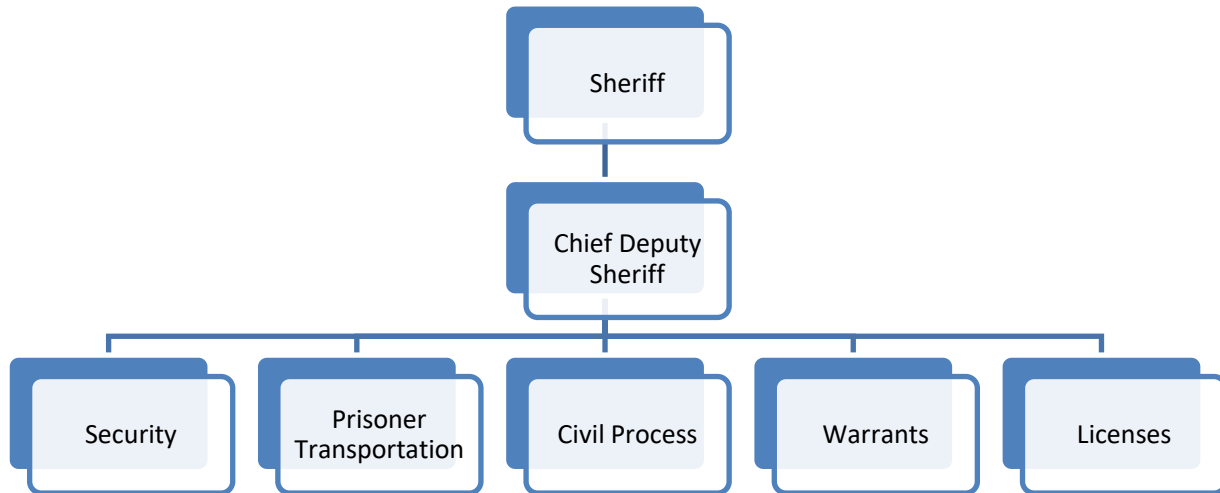 Sheriff
Chief Deputy
Sheriff
Security
Prisoner
Transportation
Civil Process
Warrants
Licenses